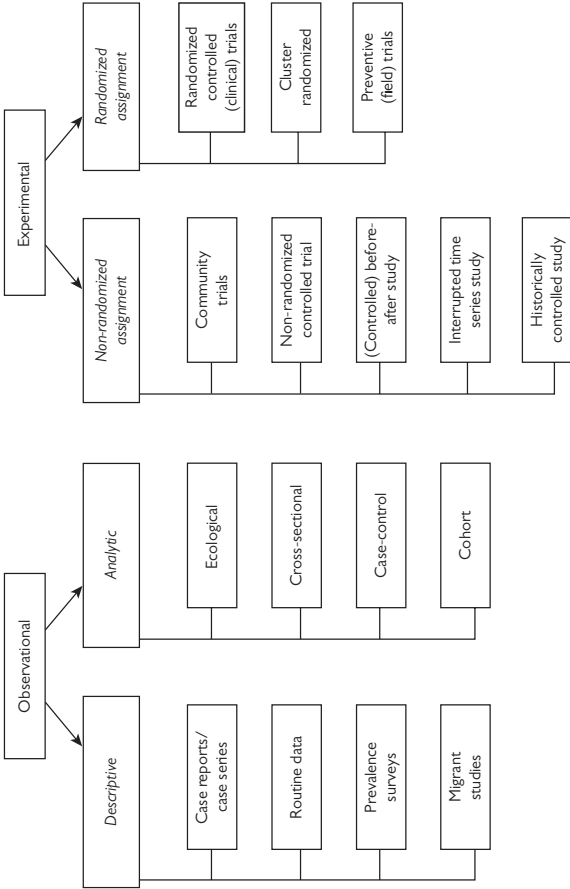 Observational
Descriptive
Case reports/
case series
Routine data
Prevalence
surveys
Migrant
studies
Analytic
Ecological
Cross-sectional
Case-control
Cohort
Experimental
Non-randomized
assignment
Community
trials
Non-randomized
controlled trial
(Controlled) before-
after study
Interrupted time
series study
Historically
controlled study
Randomized
assignment
Randomized
controlled
(clinical) trials
Cluster
randomized
Preventive
(field) trials